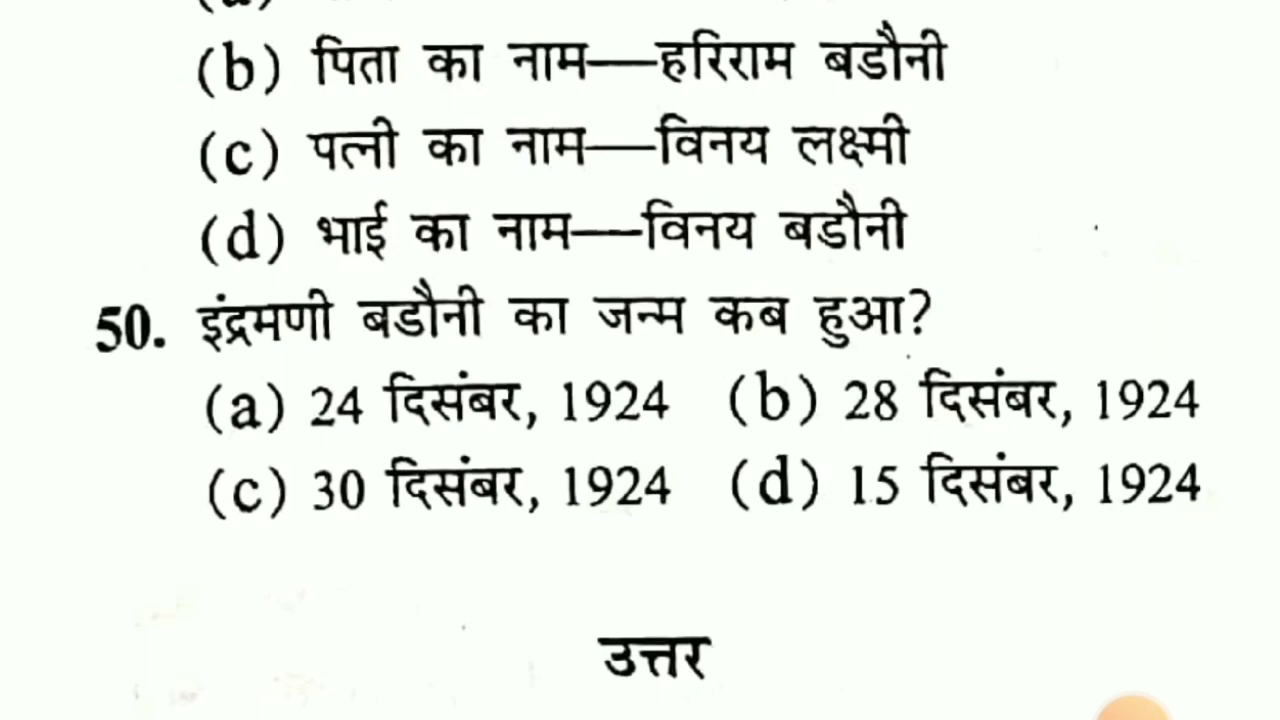 (b) पिता का नाम—हरिराम बडौनी
(c) पत्नी का नाम—विनय लक्ष्मी
(d) भाई का नाम—विनय बडौनी
50. इंद्रमणी बडौनी का जन्म कब हुआ?
(a) 24 दिसंबर, 1924 (b) 28 दिसंबर, 1924
(c) 30 दिसंबर, 1924 (d) 15 दिसंबर, 1924
उत्तर